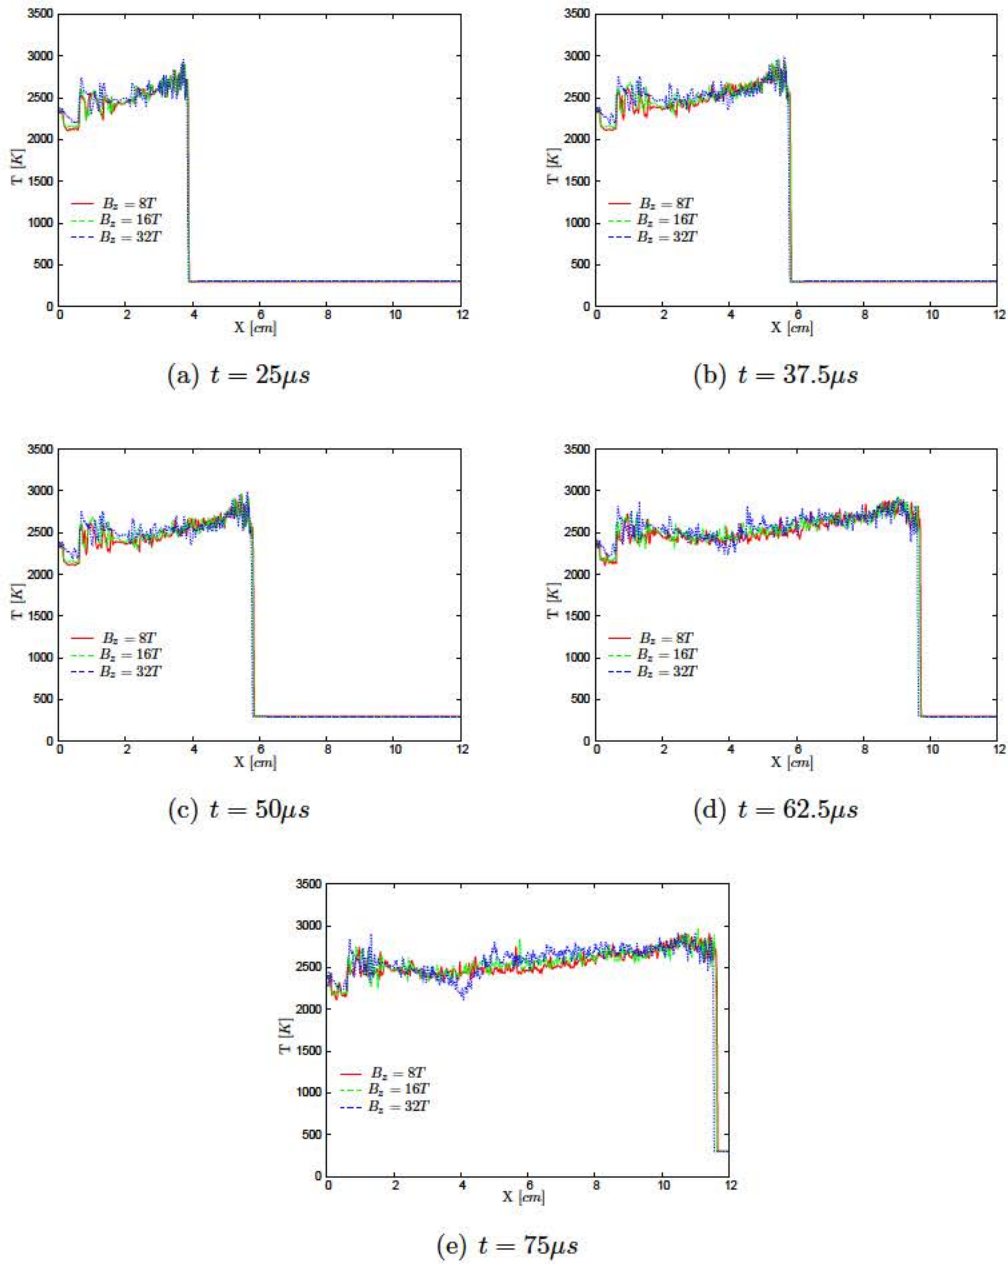 3500
3000
2500
2000
1500
1000
500
0
T [K]
B_z = 8T
B_z = 16T
B_z = 32T
0 2 4 6 8 10 12
X [cm]
(a) t = 25μs
3500
3000
2500
2000
1500
1000
500
0
T [K]
B_z = 8T
B_z = 16T
B_z = 32T
0 2 4 6 8 10 12
X [cm]
(b) t = 37.5μs
3500
3000
2500
2000
1500
1000
500
0
T [K]
B_z = 8T
B_z = 16T
B_z = 32T
0 2 4 6 8 10 12
X [cm]
(c) t = 50μs
3500
3000
2500
2000
1500
1000
500
0
T [K]
B_z = 8T
B_z = 16T
B_z = 32T
0 2 4 6 8 10 12
X [cm]
(d) t = 62.5μs
3500
3000
2500
2000
1500
1000
500
0
T [K]
B_z = 8T
B_z = 16T
B_z = 32T
0 2 4 6 8 10 12
X [cm]
(e) t = 75μs